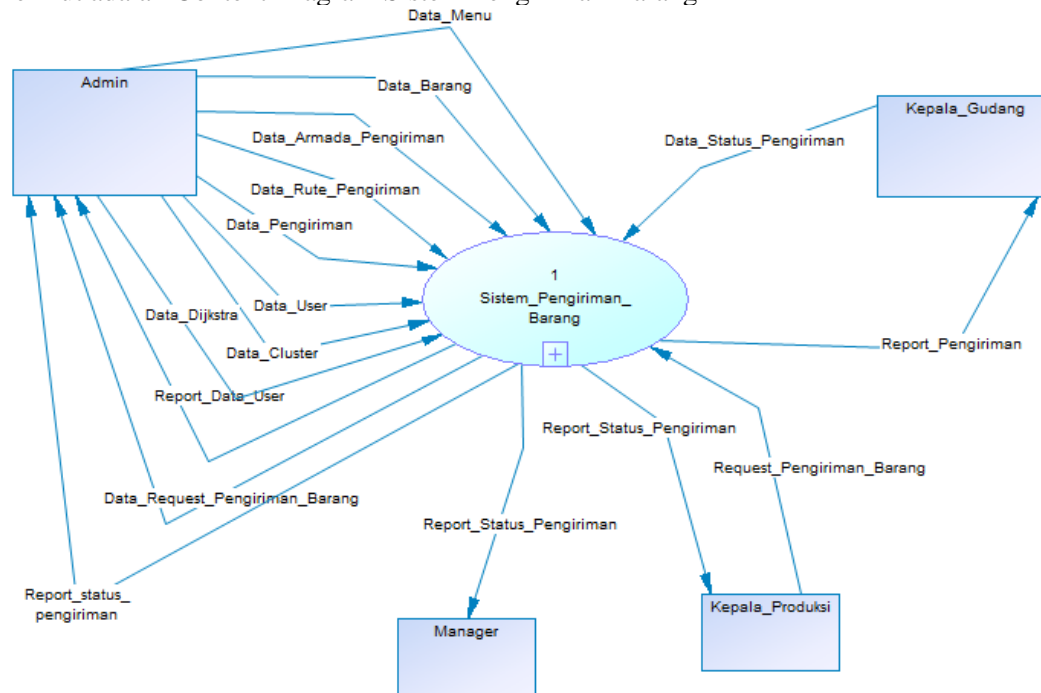 Data_Menu
Admin
Data_Barang
Kepala_Gudang
Data_Armada_Pengiriman
Data_Status_Pengiriman
Data_Rute_Pengiriman
Data_Pengiriman
1
Sistem_Pengiriman_
Barang
Data_User
Data_Dijkstra
Data_Cluster
Report_Pengiriman
Report_Data_User
Report_Status_Pengiriman
Request_Pengiriman_Barang
Data_Request_Pengiriman_Barang
Report_Status_Pengiriman
Report_status_
pengiriman
Kepala_Produksi
Manager